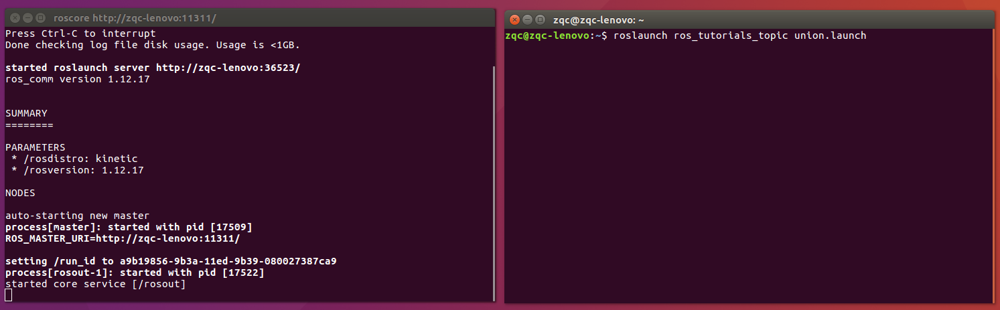 roscore http://zqc-lenovo:11311/
Press Ctrl-C to interrupt
Done checking log file disk usage. Usage is <1GB.
started roslaunch server http://zqc-lenovo:36523/
ros_comm version 1.12.17
SUMMARY
========
PARAMETERS
 * /rosdistro: kinetic
 * /rosversion: 1.12.17
NODES
auto-starting new master
process[master]: started with pid [17509]
ROS_MASTER_URI=http://zqc-lenovo:11311/
setting /run_id to a9b19856-9b3a-11ed-9b39-080027387ca9
process[rosout-1]: started with pid [17522]
started core service [/rosout]
zqc@zqc-lenovo: ~
zqc@zqc-lenovo:~$ roslaunch ros_tutorials_topic union.launch